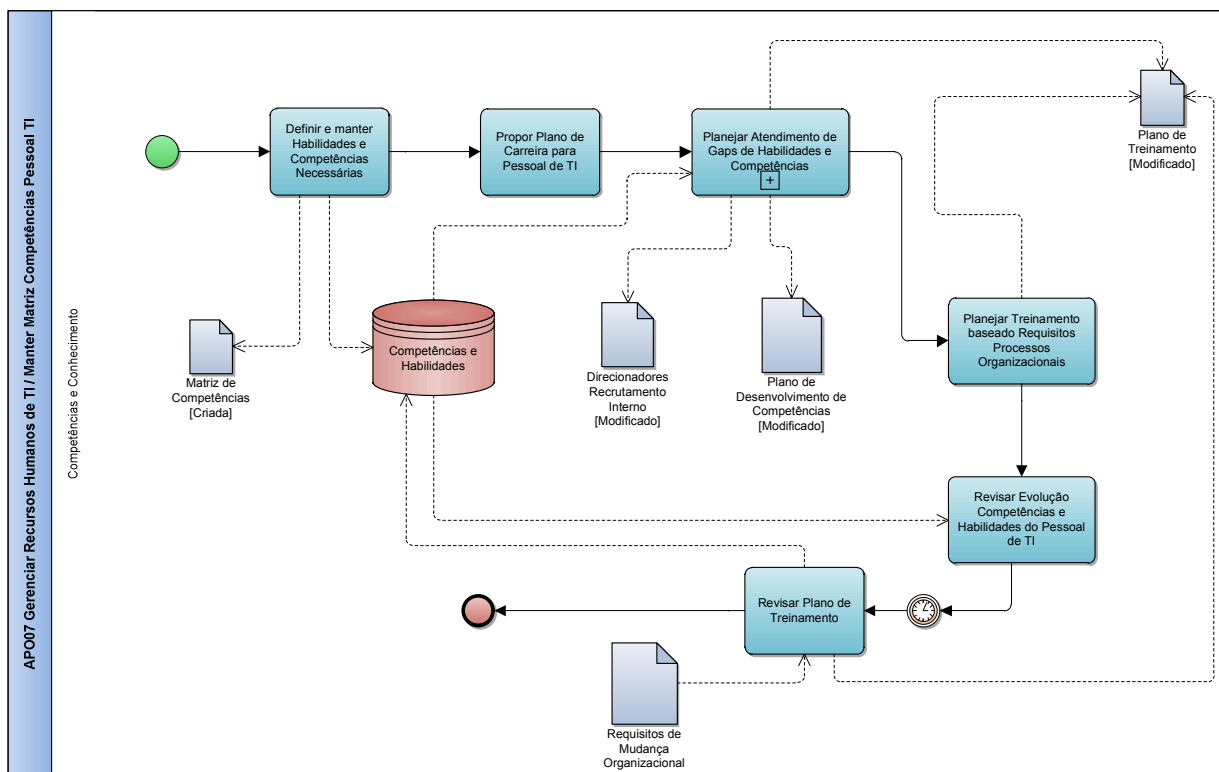 APO07 Gerenciar Recursos Humanos de TI / Manter Matriz Competências Pessoal TI
Competências e Conhecimento
Definir e manter
Habilidades e
Competências
Necessárias
Propor Plano de
Carreira para
Pessoal de TI
Planejar Atendimento de
Gaps de Habilidades e
Competências
Plano de
Treinamento
[Modificado]
Matriz de
Competências
[Criada]
Competências e
Habilidades
Direcionadores
Recrutamento
Interno
[Modificado]
Plano de
Desenvolvimento de
Competências
[Modificado]
Planejar Treinamento
baseado Requisitos
Processos
Organizacionais
Revisar Evolução
Competências e
Habilidades do Pessoal
de TI
Revisar Plano de
Treinamento
Requisitos de
Mudança
Organizacional